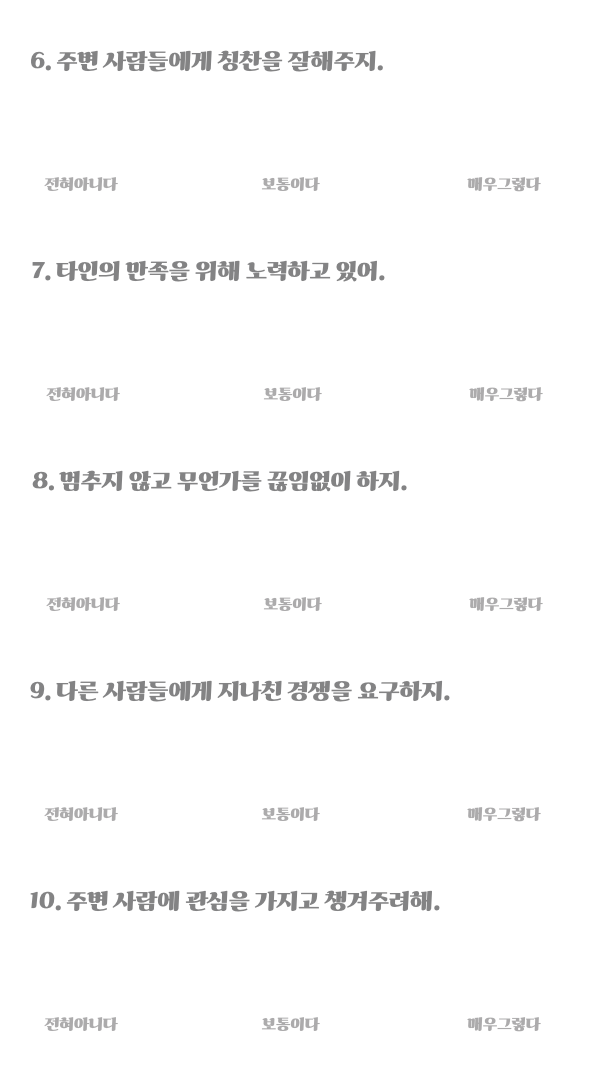 6. 주변 사람들에게 칭찬을 잘해주지.
전혀아니다 보통이다 매우그렇다
7. 타인의 만족을 위해 노력하고 있어.
전혀아니다 보통이다 매우그렇다
8. 멈추지 않고 무언가를 끊임없이 하지.
전혀아니다 보통이다 매우그렇다
9. 다른 사람들에게 지나친 경쟁을 요구하지.
전혀아니다 보통이다 매우그렇다
10. 주변 사람에 관심을 가지고 챙겨주려해.
전혀아니다 보통이다 매우그렇다